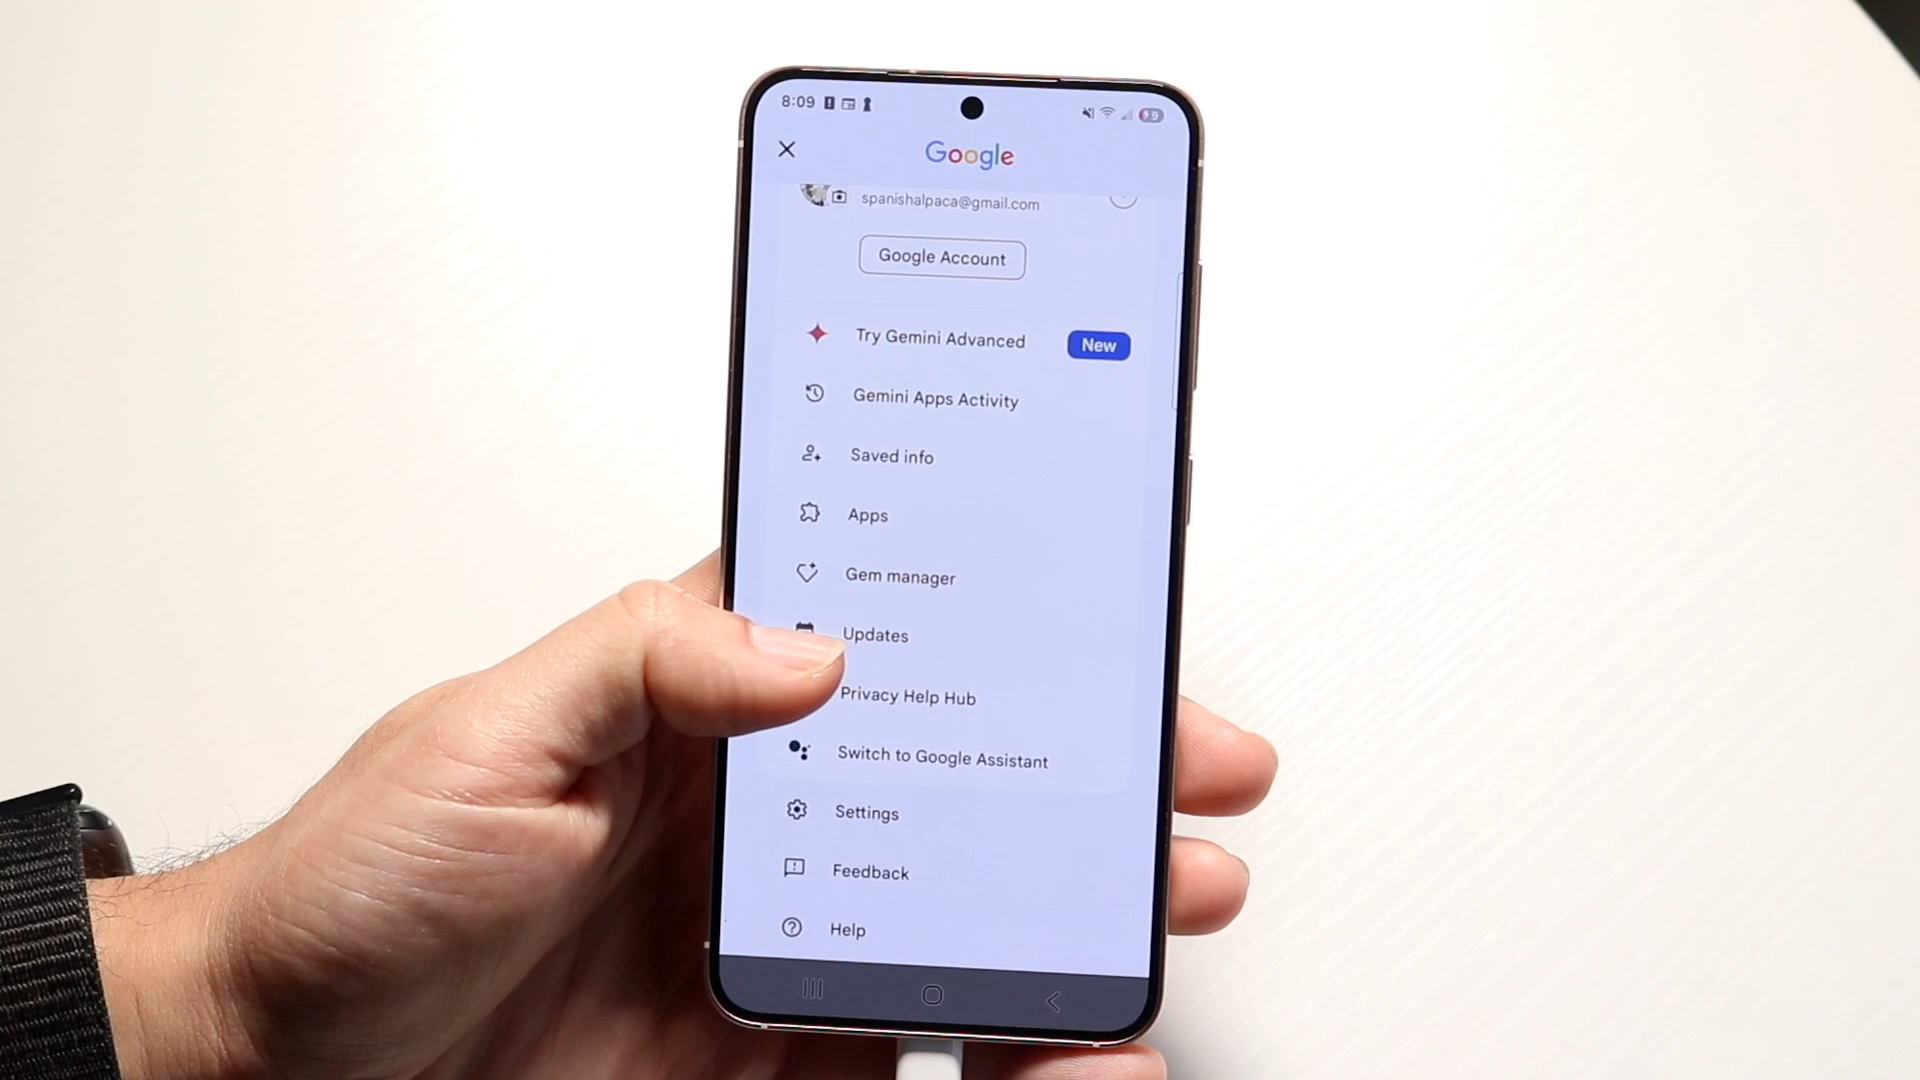 8:09
9
Google
spanishalpaca@gmail.com
Google Account
Try Gemini Advanced
New
Gemini Apps Activity
Saved info
Apps
Gem manager
Updates
Privacy Help Hub
Switch to Google Assistant
Settings
Feedback
Help